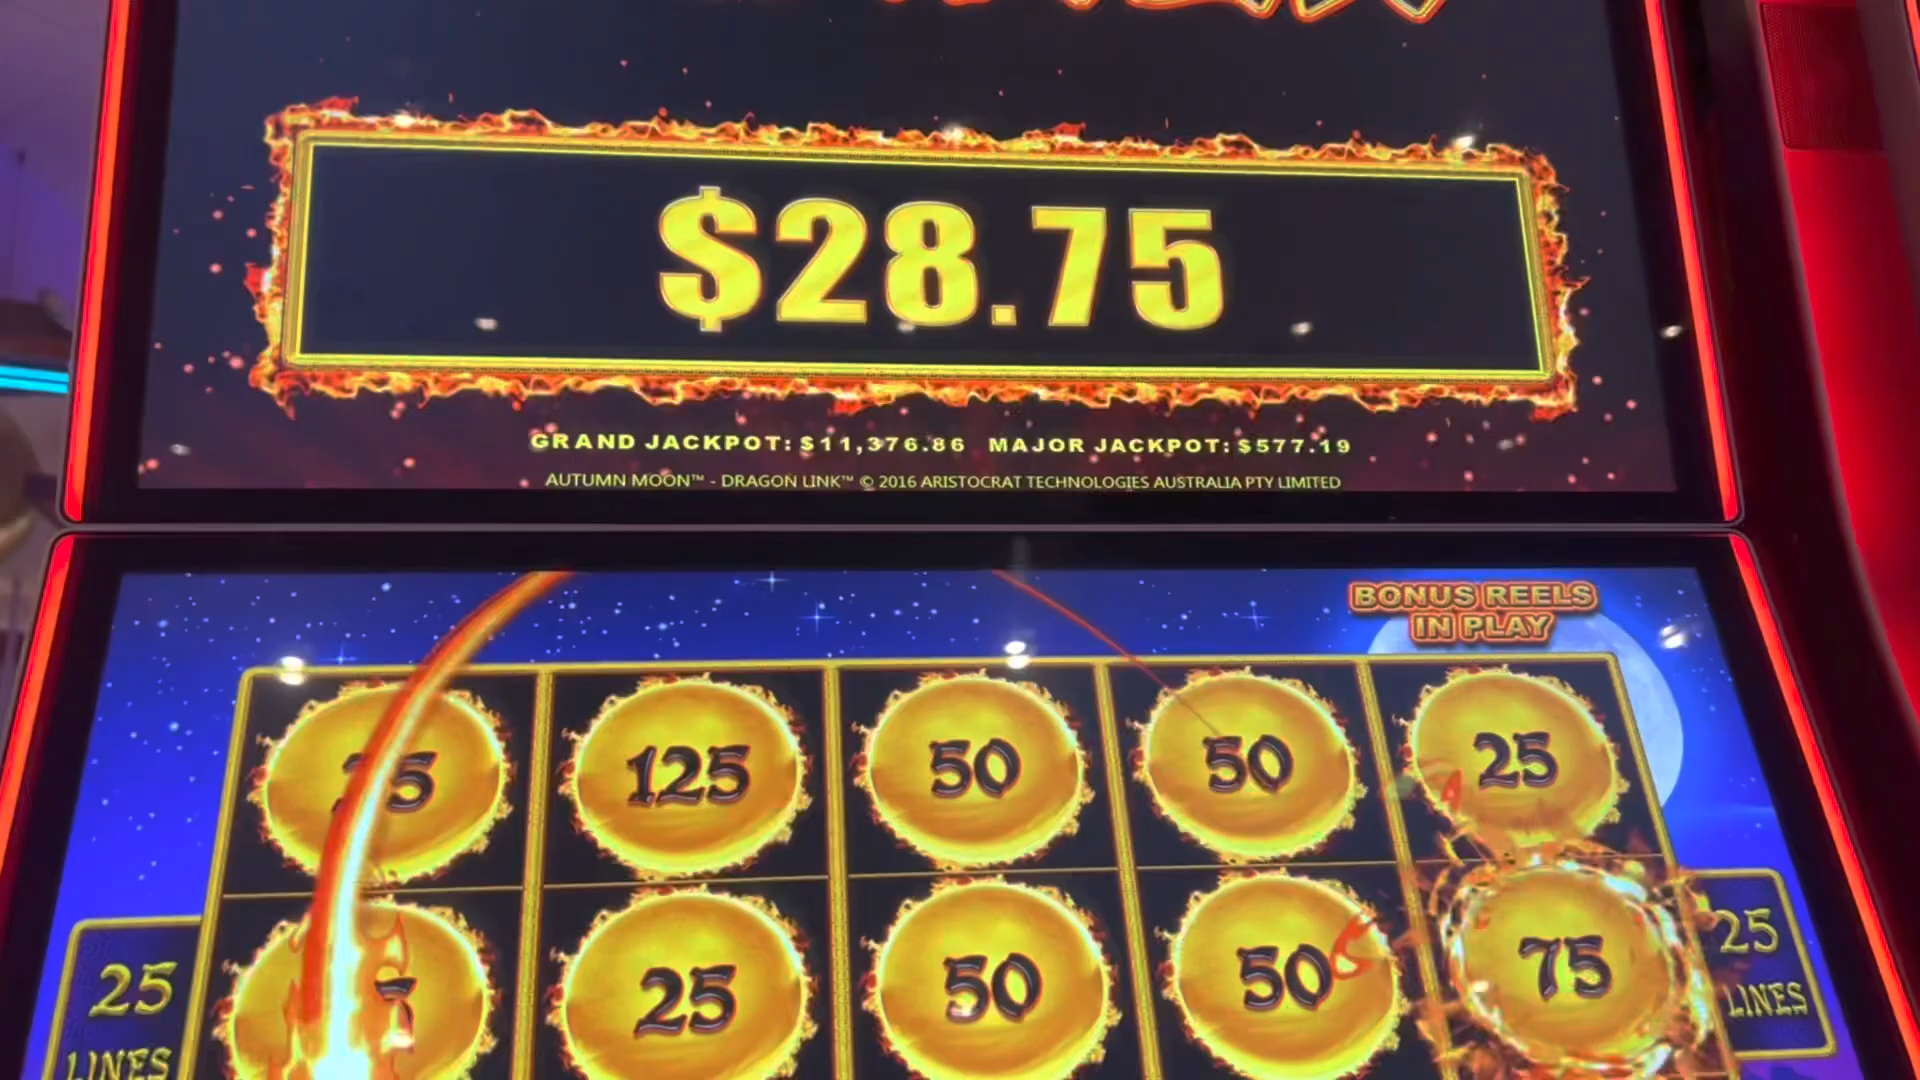 $28.75
GRAND JACKPOT: $11,376.86 MAJOR JACKPOT: $577.19
AUTUMN MOON™ - DRAGON LINK™ © 2016 ARISTOCRAT TECHNOLOGIES AUSTRALIA PTY LIMITED
BONUS REELS
IN PLAY
125 50 50 25
25 50 50 75
25
LINES
25
LINES